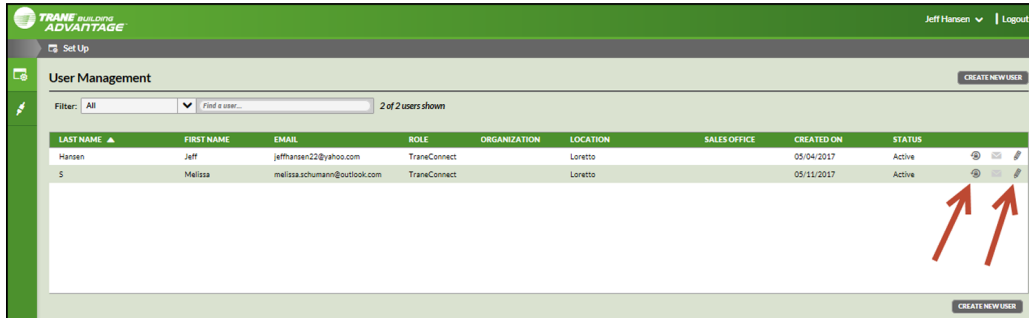 TRANE BUILDING
ADVANTAGE
Jeff Hansen | Logout
Set Up
User Management
CREATE NEW USER
Filter: All Find a user... 2 of 2 users shown
LAST NAME FIRST NAME EMAIL ROLE ORGANIZATION LOCATION SALES OFFICE CREATED ON STATUS
Hansen Jeff jeffhansen22@yahoo.com TraneConnect Loretto 05/04/2017 Active
S Melissa melissa.schumann@outlook.com TraneConnect Loretto 05/11/2017 Active
CREATE NEW USER